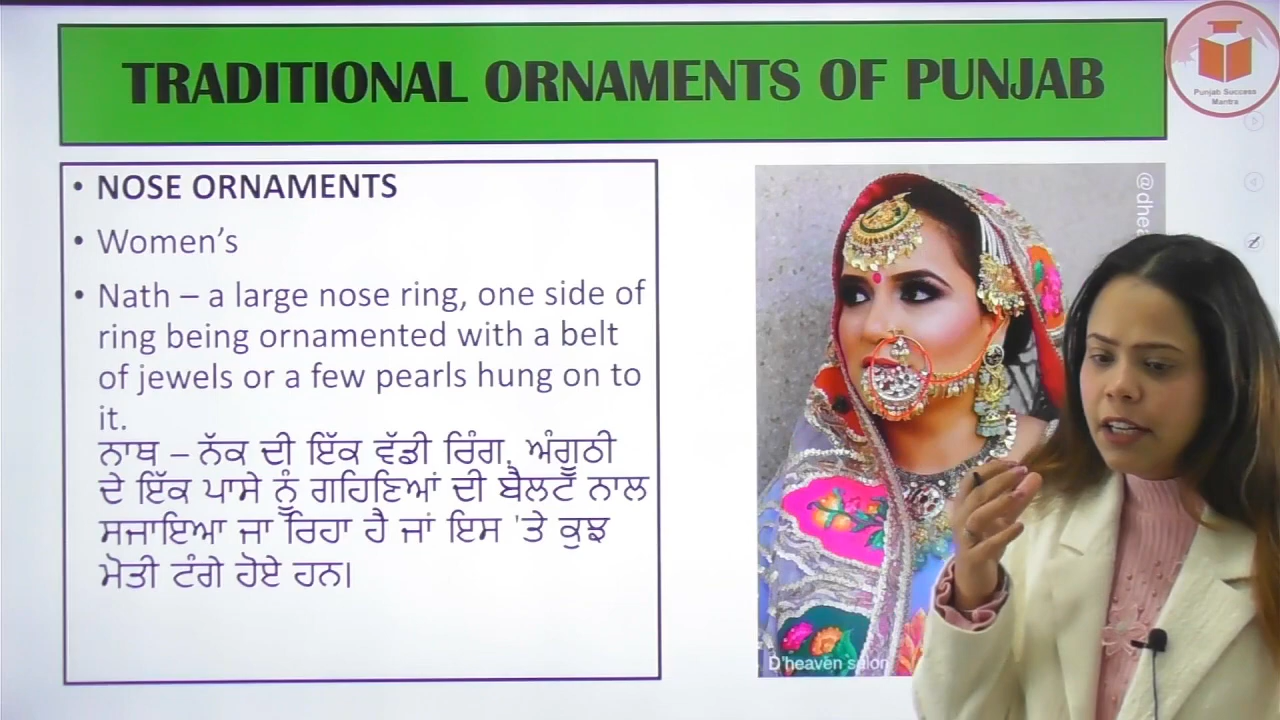 TRADITIONAL ORNAMENTS OF PUNJAB
Punjab Success
Mantra
• NOSE ORNAMENTS
• Women's
• Nath – a large nose ring, one side of
ring being ornamented with a belt
of jewels or a few pearls hung on to
it.
ਨਾਥ – ਨੱਕ ਦੀ ਇੱਕ ਵੱਡੀ ਰਿੰਗ, ਅੰਗੂਠੀ
ਦੇ ਇੱਕ ਪਾਸੇ ਨੂੰ ਗਹਿਣਿਆਂ ਦੀ ਬੈਲਟ ਨਾਲ
ਸਜਾਇਆ ਜਾ ਰਿਹਾ ਹੈ ਜਾਂ ਇਸ 'ਤੇ ਕੁਝ
ਮੋਤੀ ਟੰਗੇ ਹੋਏ ਹਨ।
D'heaven salon